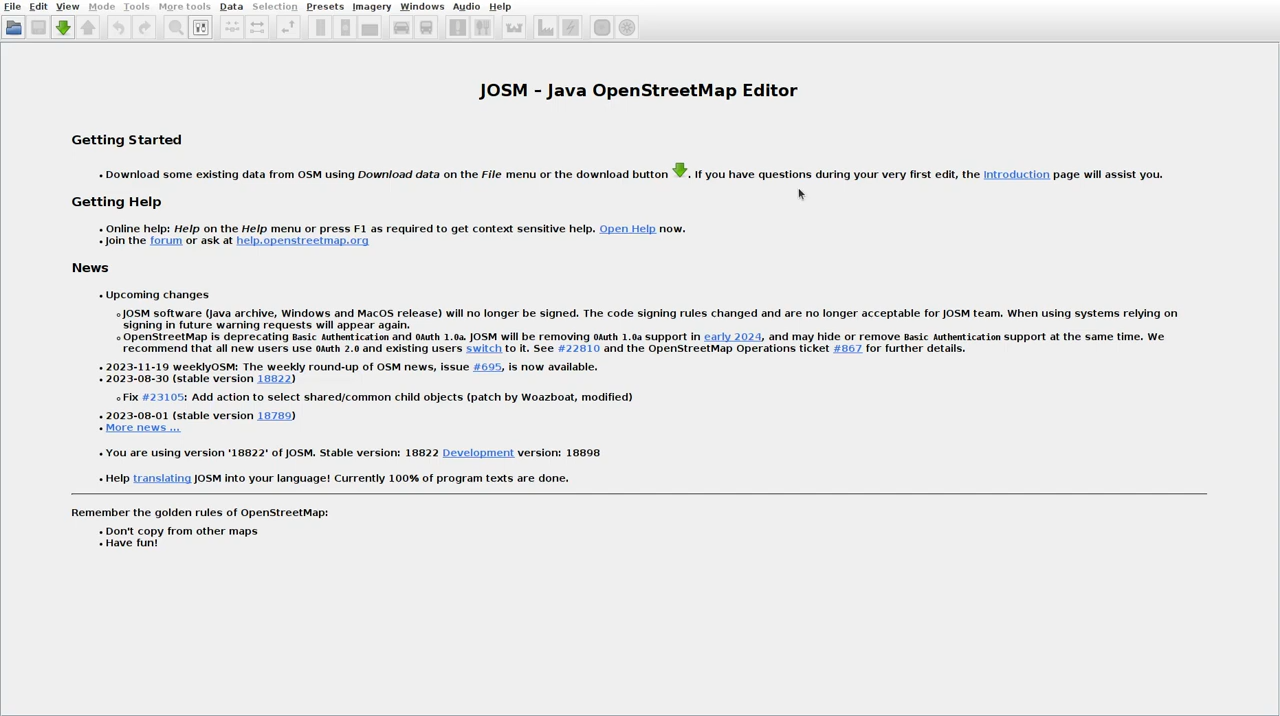 File Edit View Mode Tools More tools Data Selection Presets Imagery Windows Audio Help
JOSM – Java OpenStreetMap Editor
Getting Started
• Download some existing data from OSM using Download data on the File menu or the download button . If you have questions during your very first edit, the Introduction page will assist you.
Getting Help
• Online help: Help on the Help menu or press F1 as required to get context sensitive help. Open Help now.
• Join the forum or ask at help.openstreetmap.org
News
• Upcoming changes
◦ JOSM software (Java archive, Windows and MacOS release) will no longer be signed. The code signing rules changed and are no longer acceptable for JOSM team. When using systems relying on
signing in future warning requests will appear again.
◦ OpenStreetMap is deprecating Basic Authentication and OAuth 1.0a. JOSM will be removing OAuth 1.0a support in early 2024, and may hide or remove Basic Authentication support at the same time. We
recommend that all new users use OAuth 2.0 and existing users switch to it. See #22810 and the OpenStreetMap Operations ticket #867 for further details.
• 2023-11-19 weeklyOSM: The weekly round-up of OSM news, issue #695, is now available.
• 2023-08-30 (stable version 18822)
◦ Fix #23105: Add action to select shared/common child objects (patch by Woazboat, modified)
• 2023-08-01 (stable version 18789)
• More news ...
• You are using version '18822' of JOSM. Stable version: 18822 Development version: 18898
• Help translating JOSM into your language! Currently 100% of program texts are done.
Remember the golden rules of OpenStreetMap:
• Don't copy from other maps
• Have fun!